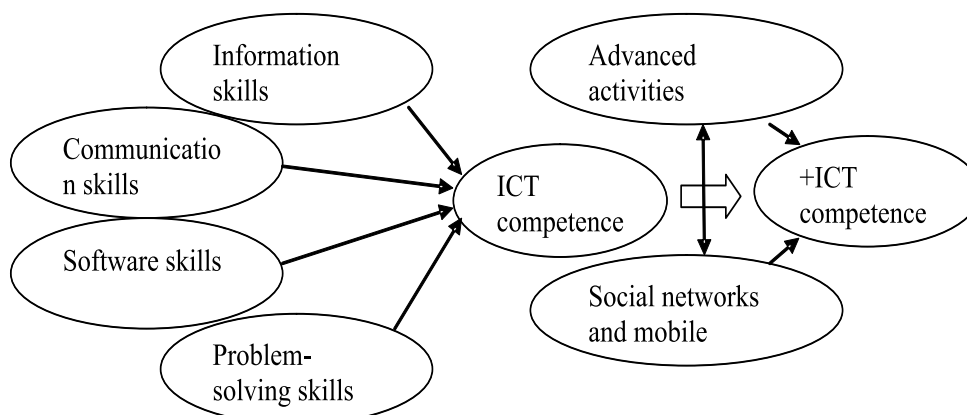 Information
skills
Communicatio
n skills
Software skills
Problem-
solving skills
ICT
competence
Advanced
activities
Social networks
and mobile
+ICT
competence